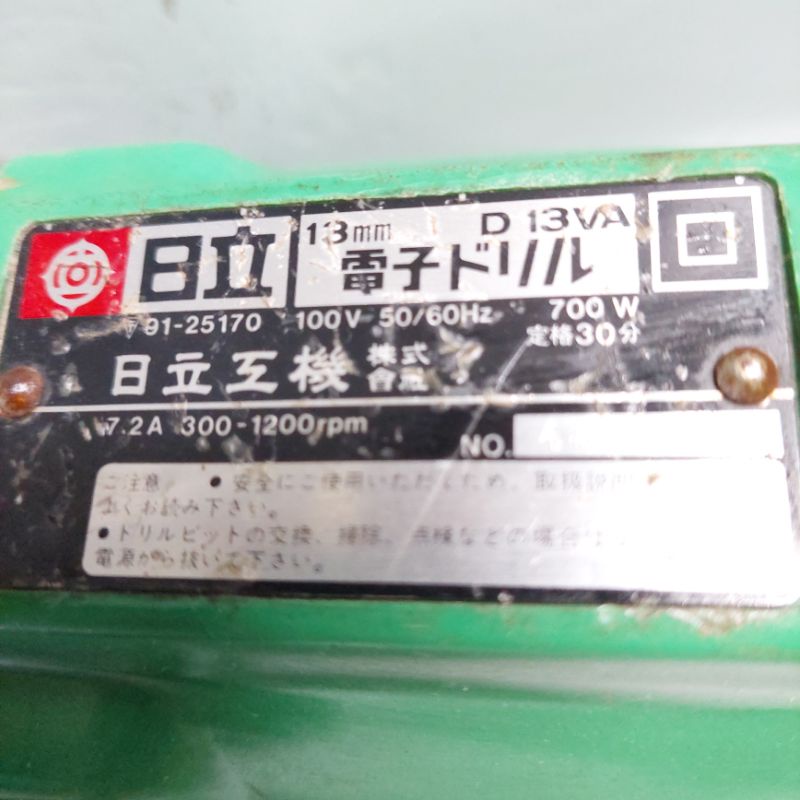 日立 13mm D 13VA
電子ドリル
▽91-25170 100V 50/60Hz 700W
定格30分
日立工機株式会社
7.2A 300-1200rpm
NO.
ご注意 ●安全にご使用いただくため、取扱説明
よくお読み下さい。
●ドリルビットの交換、掃除、点検などの場合は
電源から抜いて下さい。